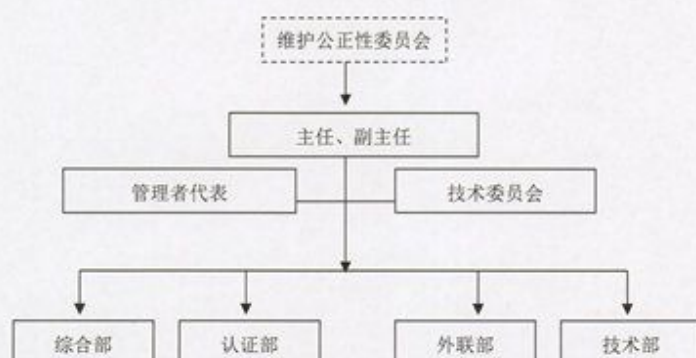 维护公正性委员会
主任、副主任
管理者代表
技术委员会
综合部
认证部
外联部
技术部